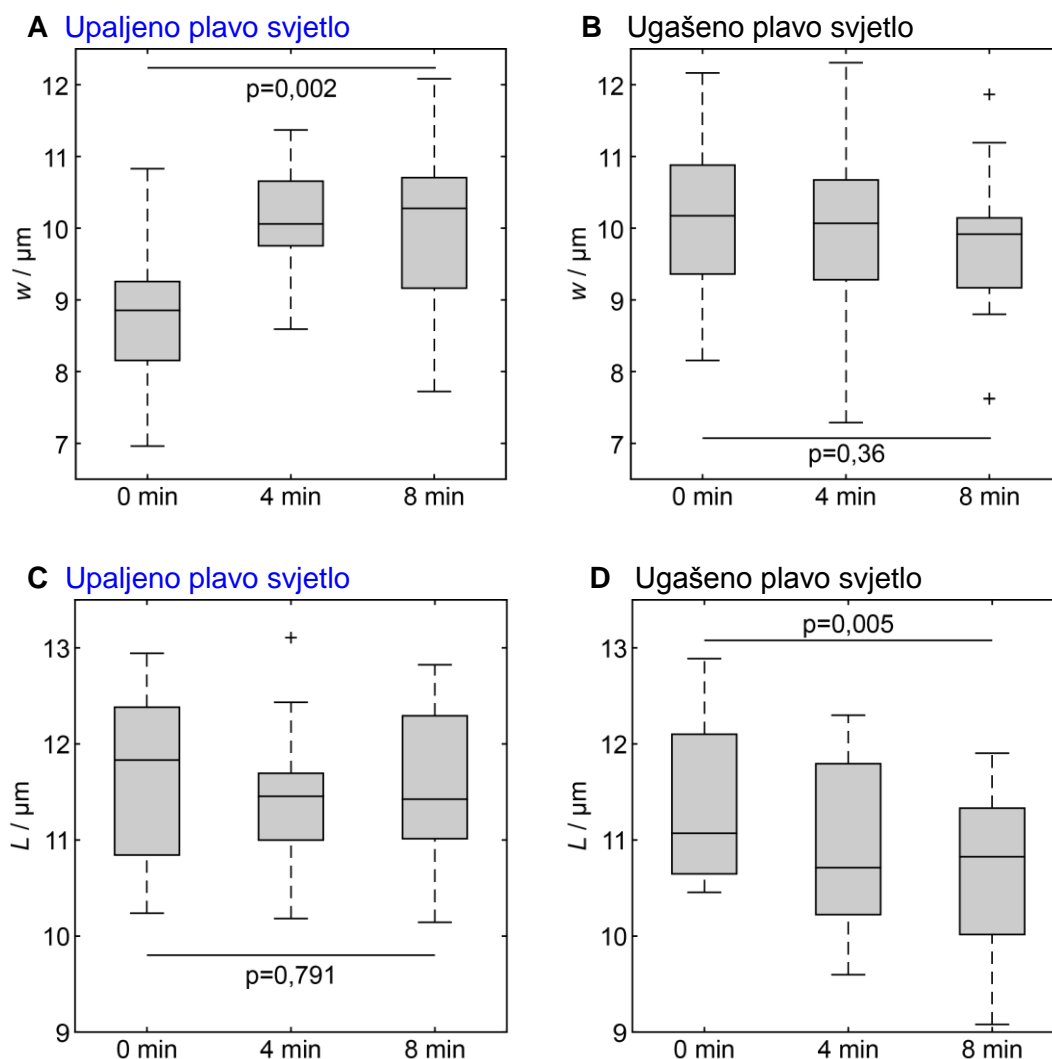 A Upaljeno plavo svjetlo
12
11
10
9
8
7
w / µm
p=0,002
0 min 4 min 8 min
B Ugašeno plavo svjetlo
12
11
10
9
8
7
w / µm
p=0,36
0 min 4 min 8 min
C Upaljeno plavo svjetlo
13
12
11
10
9
L / µm
p=0,791
0 min 4 min 8 min
D Ugašeno plavo svjetlo
13
12
11
10
9
L / µm
p=0,005
0 min 4 min 8 min